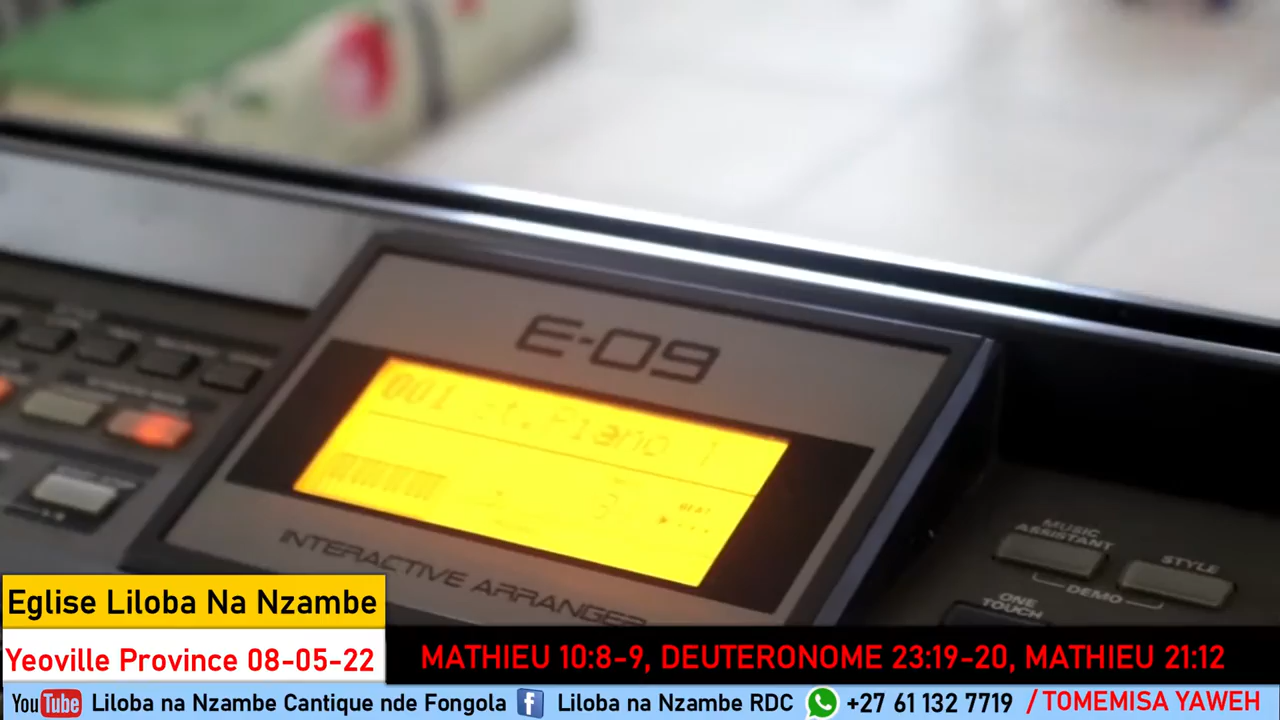 E-09
001 St.Piano 1
BEAT
INTERACTIVE ARRANGER
MUSIC
ASSISTANT
STYLE
DEMO
ONE
TOUCH
Eglise Liloba Na Nzambe
Yeoville Province 08-05-22
MATHIEU 10:8-9, DEUTERONOME 23:19-20, MATHIEU 21:12
YouTube Liloba na Nzambe Cantique nde Fongola Liloba na Nzambe RDC +27 61 132 7719 /TOMEMISA YAWEH